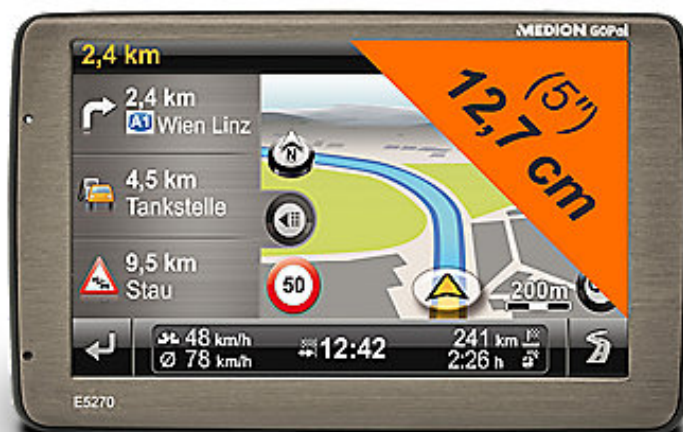 MEDION GoPal
2,4 km
(5")
12,7 cm
2,4 km
A1 Wien Linz
4,5 km
Tankstelle
9,5 km
Stau
N
50
200m
48 km/h
Ø 78 km/h
12:42
241 km
2:26 h
E5270